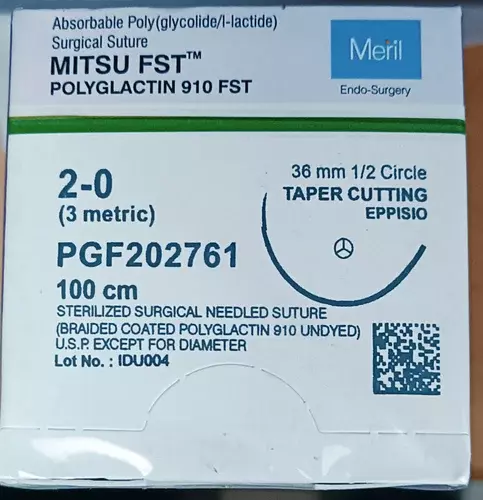 Absorbable Poly(glycolide/l-lactide)
Surgical Suture
MITSU FST™
POLYGLACTIN 910 FST
Meril
Endo-Surgery
2-0
(3 metric)
PGF202761
100 cm
36 mm 1/2 Circle
TAPER CUTTING
EPPISIO
STERILIZED SURGICAL NEEDLED SUTURE
(BRAIDED COATED POLYGLACTIN 910 UNDYED)
U.S.P. EXCEPT FOR DIAMETER
Lot No. : IDU004